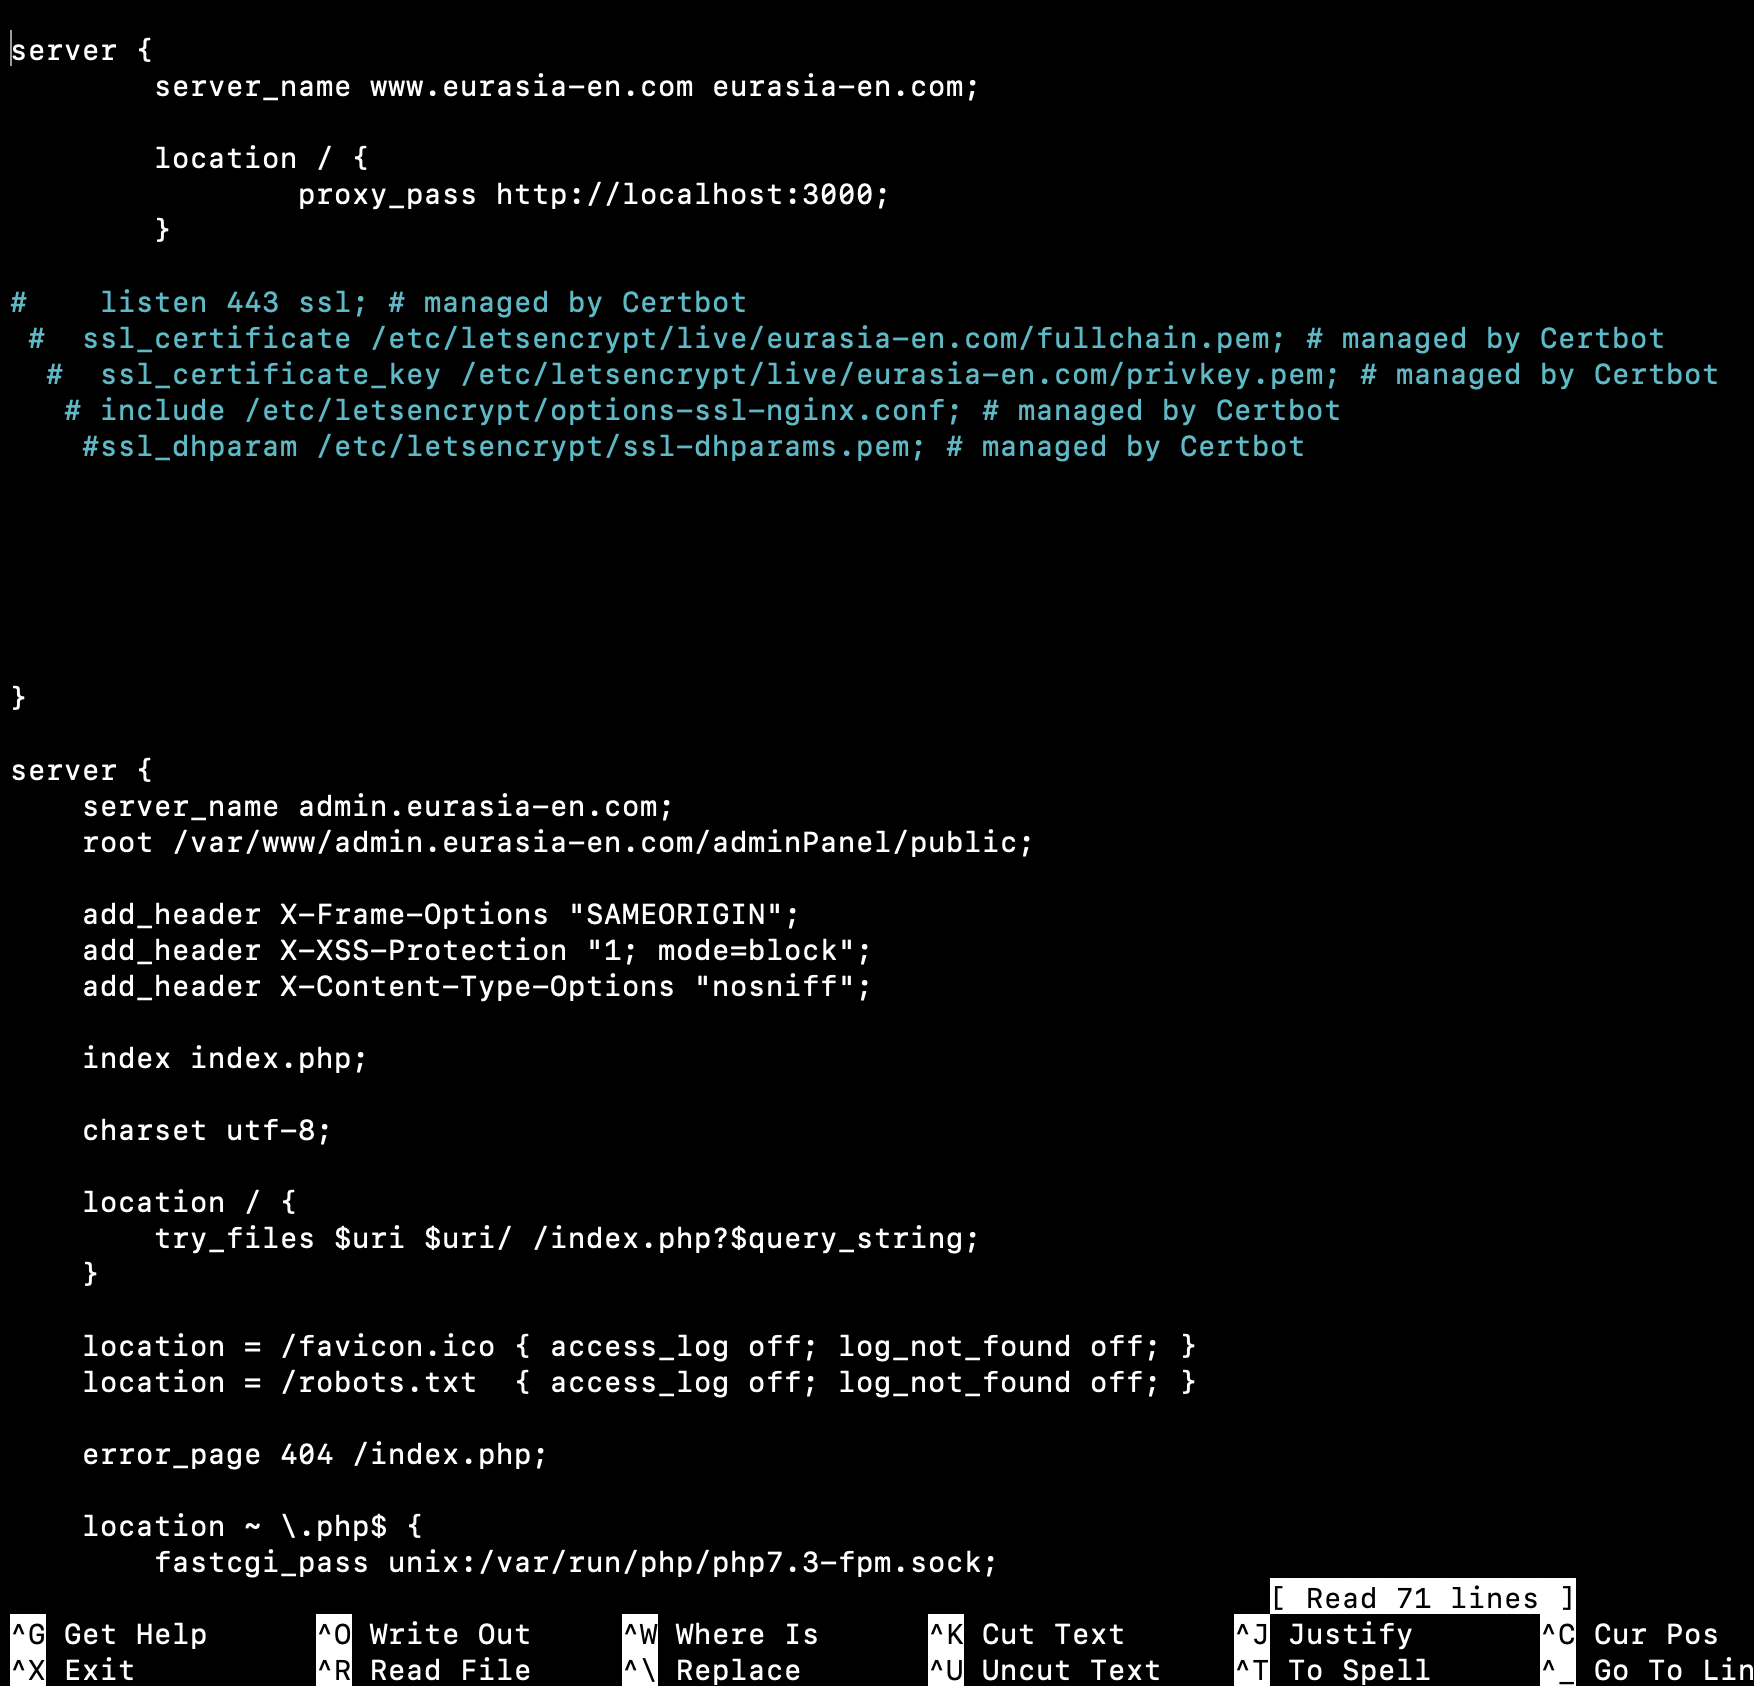 server {
        server_name www.eurasia-en.com eurasia-en.com;
        location / {
                proxy_pass http://localhost:3000;
        }
#    listen 443 ssl; # managed by Certbot
 #  ssl_certificate /etc/letsencrypt/live/eurasia-en.com/fullchain.pem; # managed by Certbot
  #  ssl_certificate_key /etc/letsencrypt/live/eurasia-en.com/privkey.pem; # managed by Certbot
   # include /etc/letsencrypt/options-ssl-nginx.conf; # managed by Certbot
    #ssl_dhparam /etc/letsencrypt/ssl-dhparams.pem; # managed by Certbot
}
server {
    server_name admin.eurasia-en.com;
    root /var/www/admin.eurasia-en.com/adminPanel/public;
    add_header X-Frame-Options "SAMEORIGIN";
    add_header X-XSS-Protection "1; mode=block";
    add_header X-Content-Type-Options "nosniff";
    index index.php;
    charset utf-8;
    location / {
        try_files $uri $uri/ /index.php?$query_string;
    }
    location = /favicon.ico { access_log off; log_not_found off; }
    location = /robots.txt  { access_log off; log_not_found off; }
    error_page 404 /index.php;
    location ~ \.php$ {
        fastcgi_pass unix:/var/run/php/php7.3-fpm.sock;
[ Read 71 lines ]
^G Get Help ^O Write Out ^W Where Is ^K Cut Text ^J Justify ^C Cur Pos
^X Exit ^R Read File ^\ Replace ^U Uncut Text ^T To Spell ^_ Go To Lin